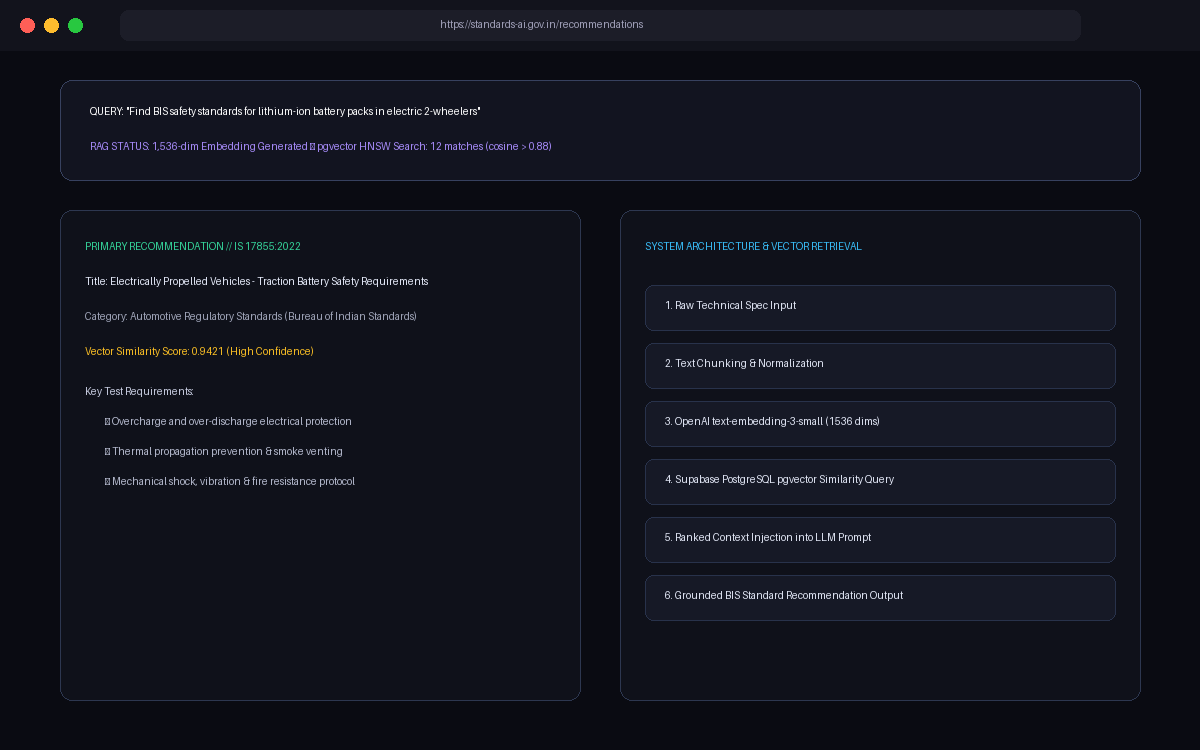 https://standards-ai.gov.in/recommendations
QUERY: "Find BIS safety standards for lithium-ion battery packs in electric 2-wheelers"
RAG STATUS: 1,536-dim Embedding Generated ▯ pgvector HNSW Search: 12 matches (cosine > 0.88)
PRIMARY RECOMMENDATION // IS 17855:2022
Title: Electrically Propelled Vehicles - Traction Battery Safety Requirements
Category: Automotive Regulatory Standards (Bureau of Indian Standards)
Vector Similarity Score: 0.9421 (High Confidence)
Key Test Requirements:
▯ Overcharge and over-discharge electrical protection
▯ Thermal propagation prevention & smoke venting
▯ Mechanical shock, vibration & fire resistance protocol
SYSTEM ARCHITECTURE & VECTOR RETRIEVAL
1. Raw Technical Spec Input
2. Text Chunking & Normalization
3. OpenAI text-embedding-3-small (1536 dims)
4. Supabase PostgreSQL pgvector Similarity Query
5. Ranked Context Injection into LLM Prompt
6. Grounded BIS Standard Recommendation Output